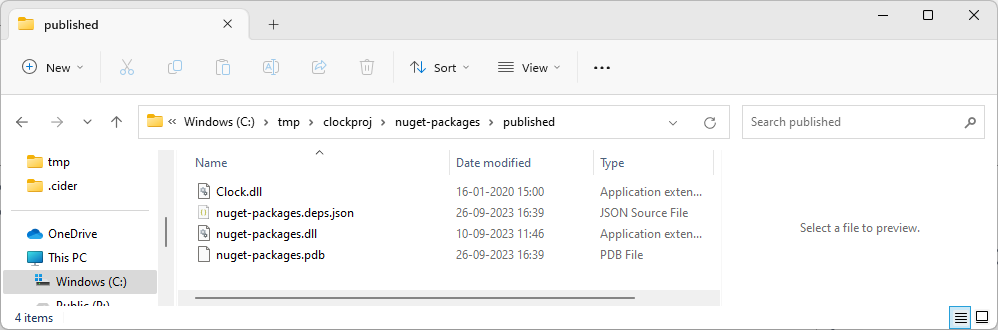 published
New
Sort
View
Windows (C:) > tmp > clockproj > nuget-packages > published
Search published
tmp
.cider
OneDrive
This PC
Windows (C:)
Public (P:)
Name Date modified Type
Clock.dll 16-01-2020 15:00 Application exten...
nuget-packages.deps.json 26-09-2023 16:39 JSON Source File
nuget-packages.dll 10-09-2023 11:46 Application exten...
nuget-packages.pdb 26-09-2023 16:39 PDB File
Select a file to preview.
4 items